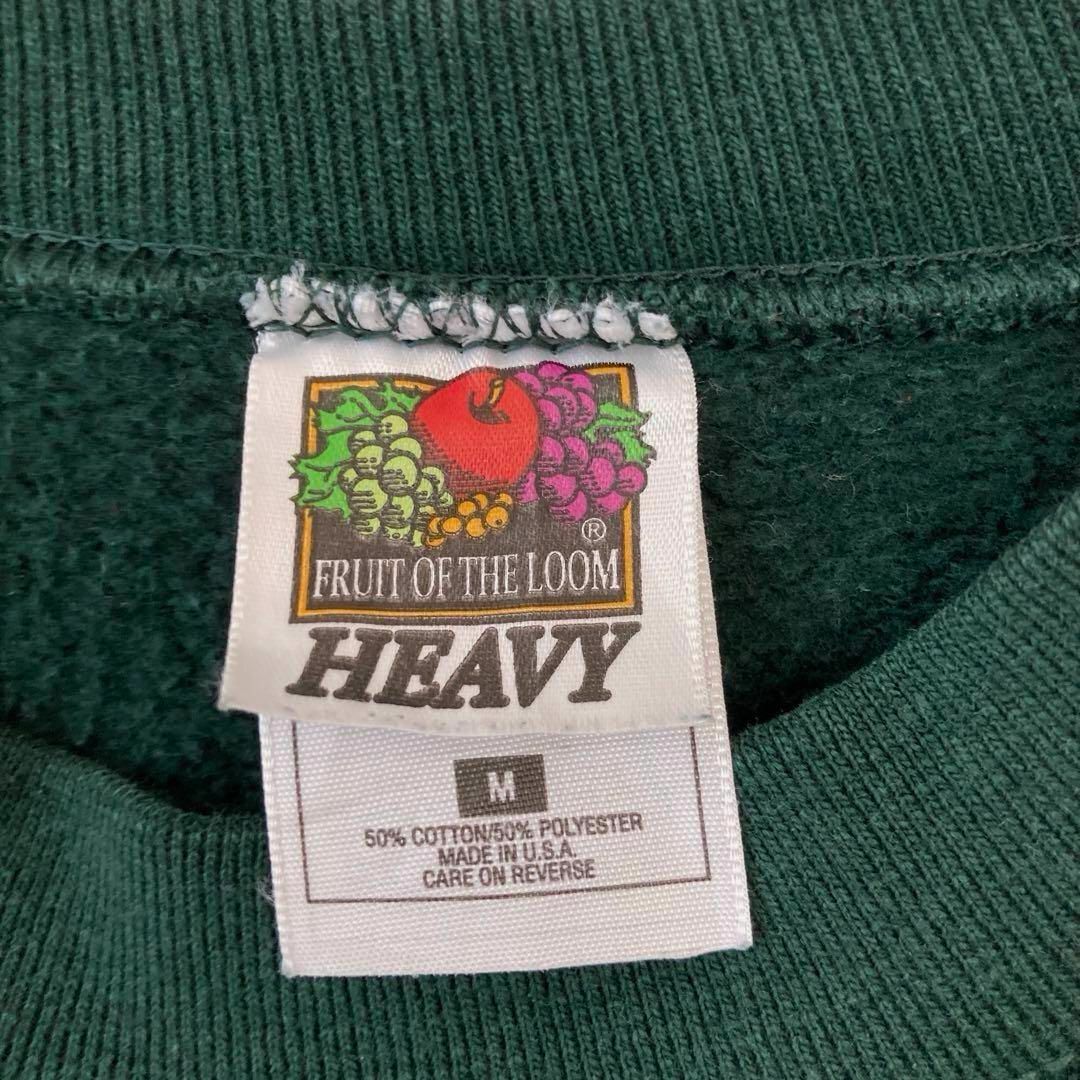 ®
FRUIT OF THE LOOM
HEAVY
M
50% COTTON/50% POLYESTER
MADE IN U.S.A.
CARE ON REVERSE